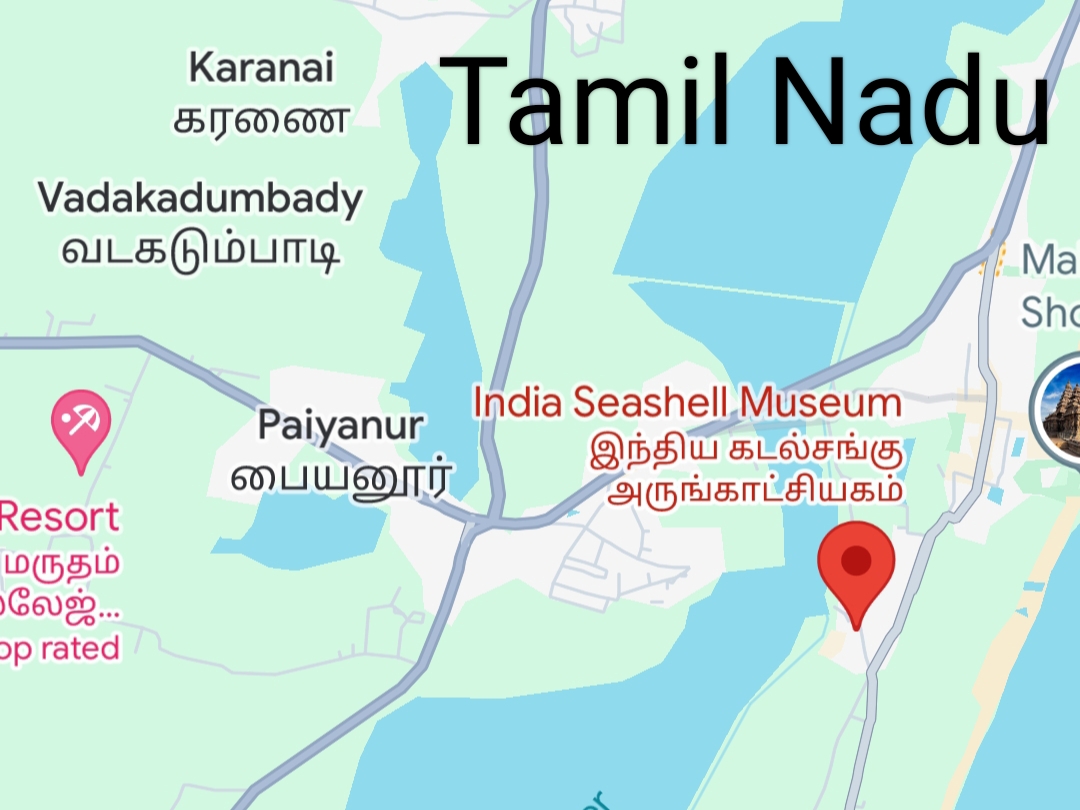 Tamil Nadu
Karanai
கரணை
Vadakadumbady
வடகடும்பாடி
Ma
Sho
India Seashell Museum
இந்திய கடல்சங்கு
அருங்காட்சியகம்
Paiyanur
பையனூர்
Resort
மருதம்
லேஜ்...
op rated